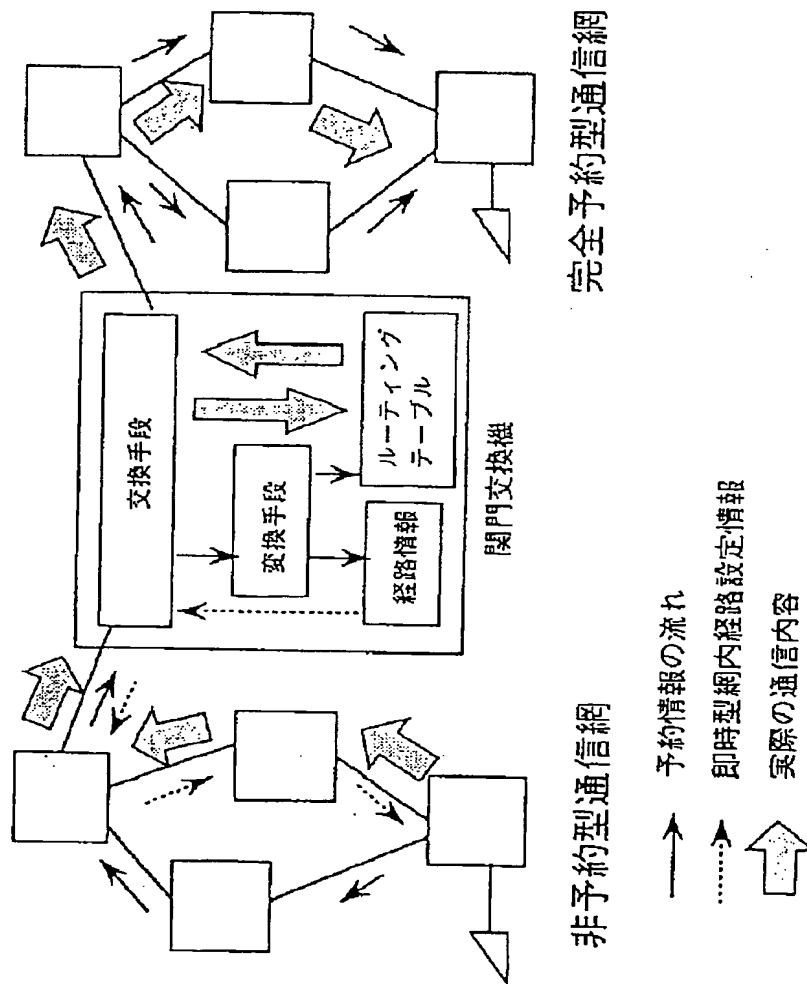 交換手段
変換手段
経路情報
ルーティング
テーブル
関門交換機
非予約型通信網
完全予約型通信網
予約情報の流れ
即時型網内経路設定情報
実際の通信内容